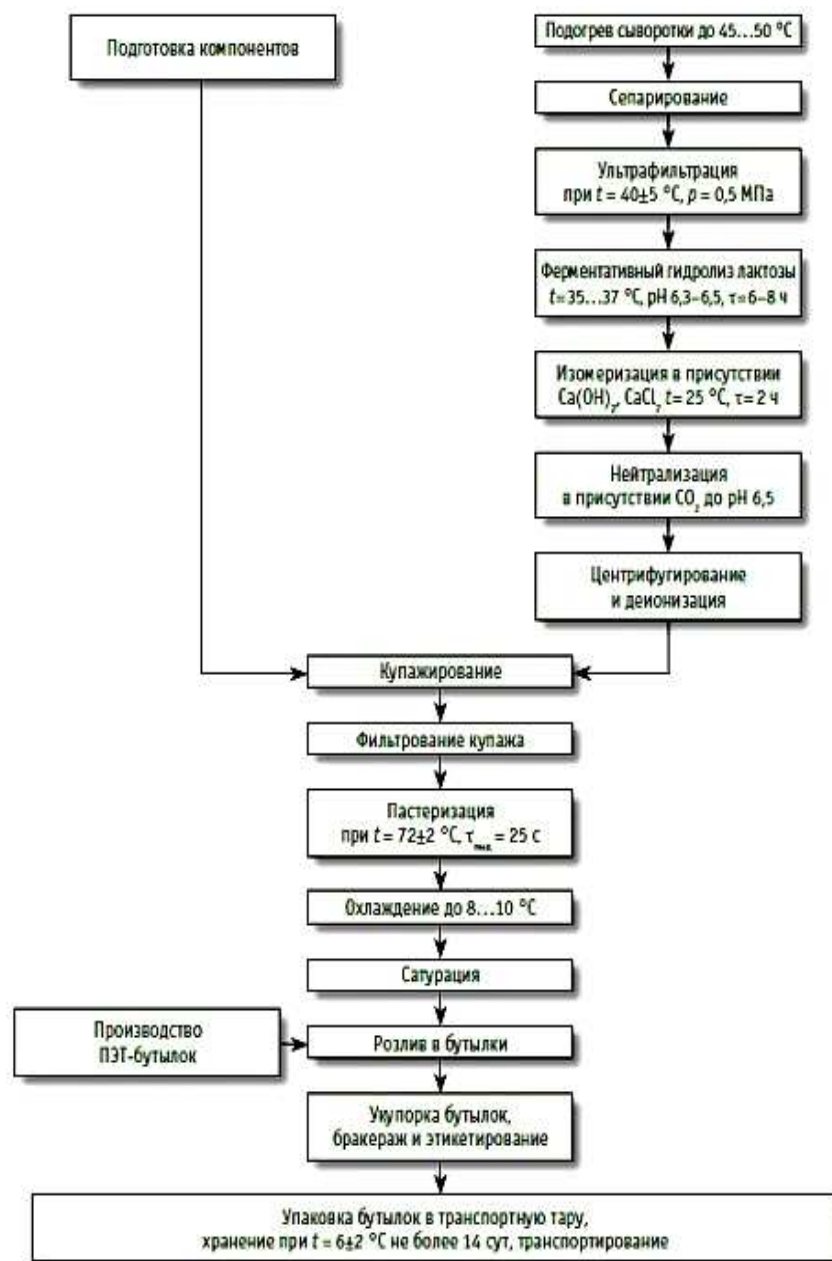 Подготовка компонентов
Подогрев сыворотки до 45...50 °C
Сепарирование
Ультрафильтрация
при t = 40±5 °C, p = 0,5 МПа
Ферментативный гидролиз лактозы
t = 35...37 °C, pH 6,3–6,5, τ = 6–8 ч
Изомеризация в присутствии
Ca(OH)₂, CaCl₂ t = 25 °C, τ = 2 ч
Нейтрализация
в присутствии CO₂ до pH 6,5
Центрифугирование
и деионизация
Купажирование
Фильтрование купажа
Пастеризация
при t = 72±2 °C, τ = 25 с
Охлаждение до 8...10 °C
Сатурация
Производство
ПЭТ-бутылок
Розлив в бутылки
Укупорка бутылок,
бракераж и этикетирование
Упаковка бутылок в транспортную тару,
хранение при t = 6±2 °C не более 14 сут, транспортирование